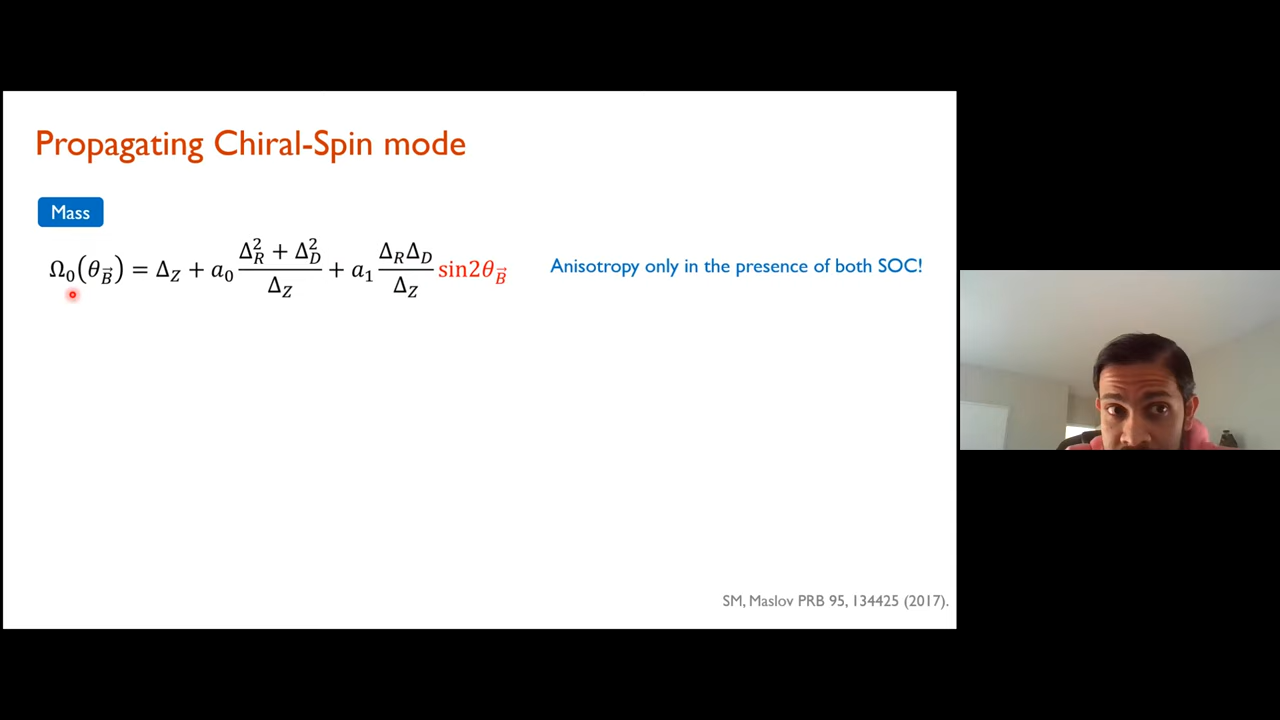 Propagating Chiral-Spin mode
Mass
Ω₀(θ_B⃗) = Δ_Z + a₀ (Δ_R² + Δ_D²)/Δ_Z + a₁ (Δ_R Δ_D)/Δ_Z sin2θ_B⃗
Anisotropy only in the presence of both SOC!
SM, Maslov PRB 95, 134425 (2017).